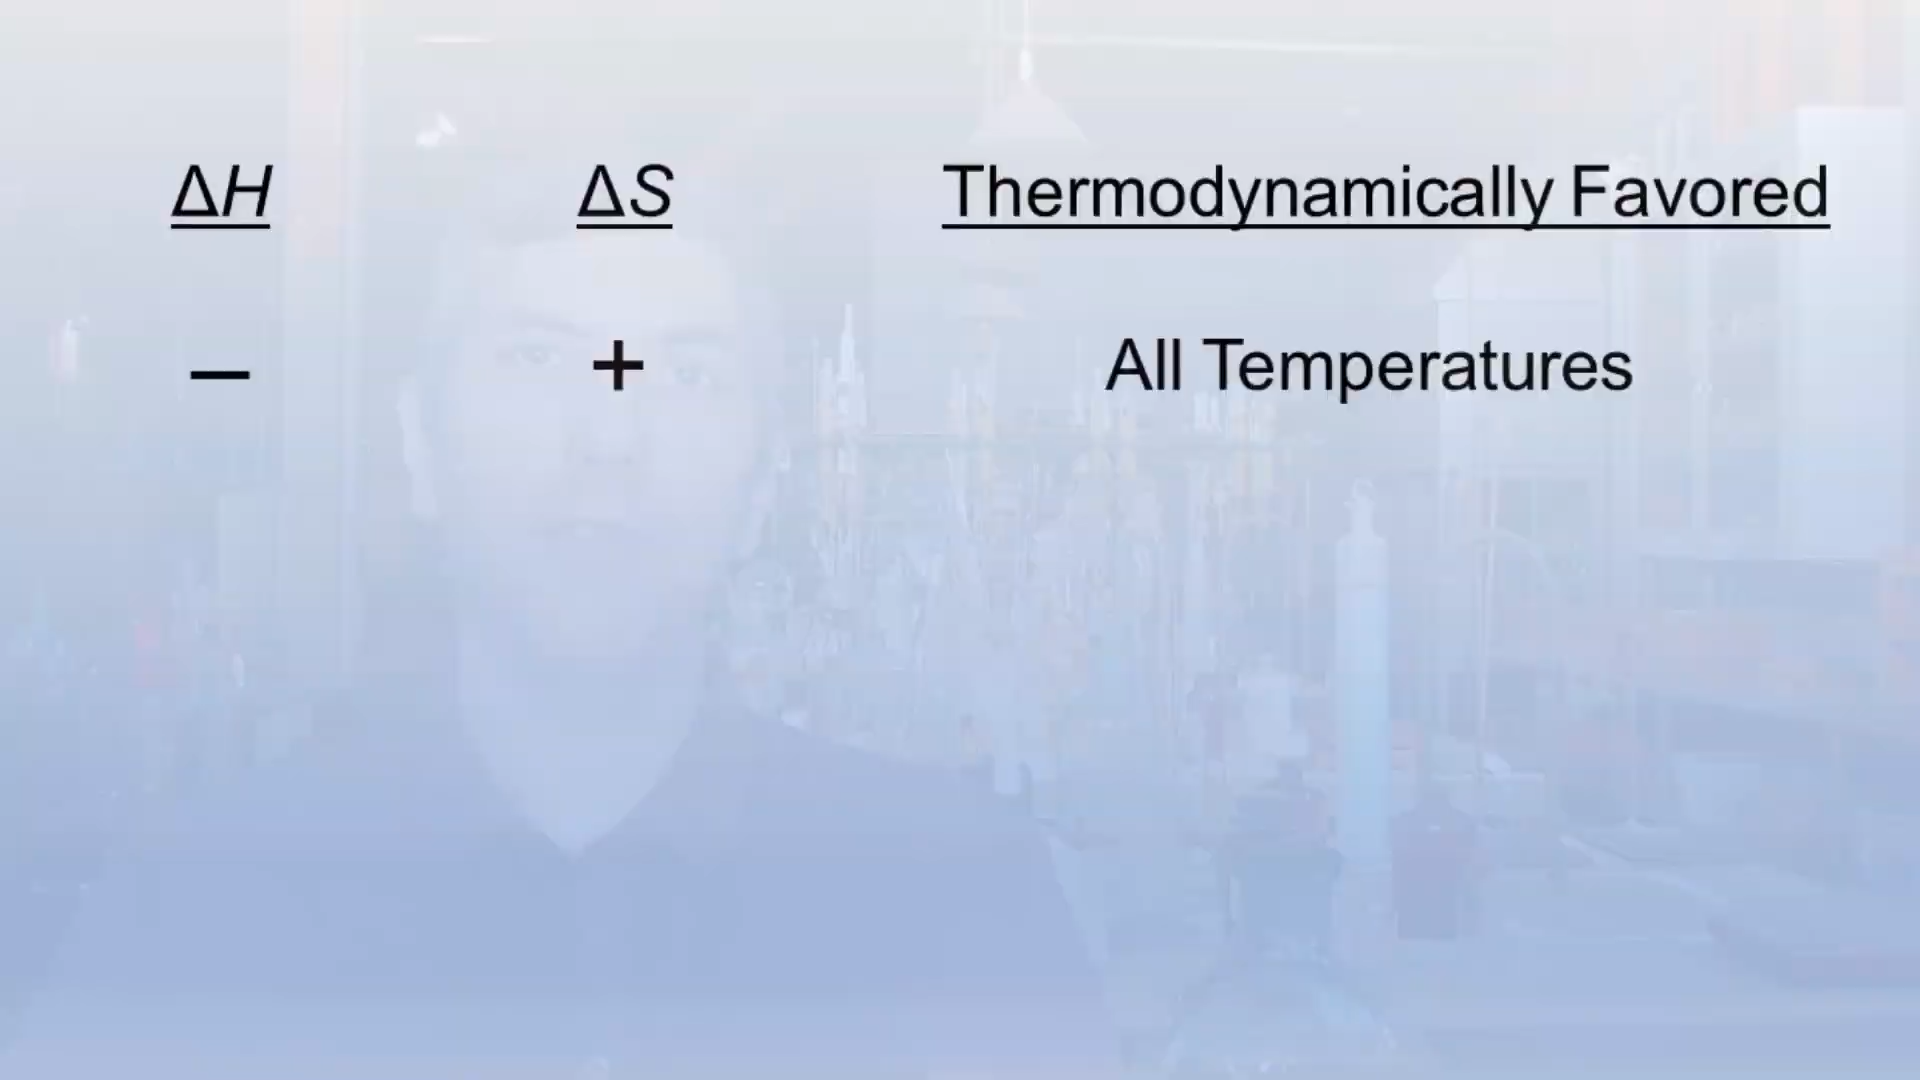 ΔH ΔS Thermodynamically Favored
– + All Temperatures